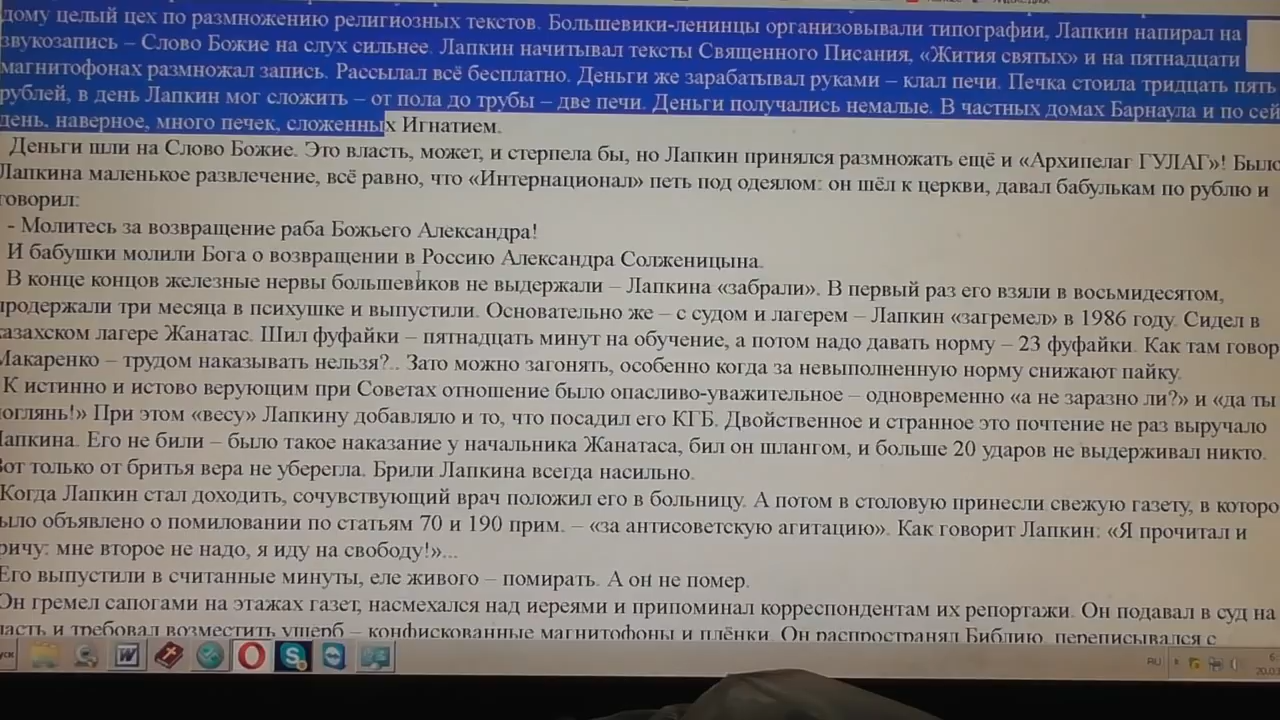 дому целый цех по размножению религиозных текстов. Большевики-ленинцы организовывали типографии, Лапкин напирал на
звукозапись – Слово Божие на слух сильнее. Лапкин начитывал тексты Священного Писания, «Жития святых» и на пятнадцати
магнитофонах размножал запись. Рассылал всё бесплатно. Деньги же зарабатывал руками – клал печи. Печка стоила тридцать пять
рублей, в день Лапкин мог сложить – от пола до трубы – две печи. Деньги получались немалые. В частных домах Барнаула и по сей
день, наверное, много печек, сложенных Игнатием.
Деньги шли на Слово Божие. Это власть, может, и стерпела бы, но Лапкин принялся размножать ещё и «Архипелаг ГУЛАГ»! Было
Лапкина маленькое развлечение, всё равно, что «Интернационал» петь под одеялом: он шёл к церкви, давал бабулькам по рублю и
говорил:
- Молитесь за возвращение раба Божьего Александра!
И бабушки молили Бога о возвращении в Россию Александра Солженицына.
В конце концов железные нервы большевиков не выдержали – Лапкина «забрали». В первый раз его взяли в восьмидесятом,
продержали три месяца в психушке и выпустили. Основательно же – с судом и лагерем – Лапкин «загремел» в 1986 году. Сидел в
казахском лагере Жанатас. Шил фуфайки – пятнадцать минут на обучение, а потом надо давать норму – 23 фуфайки. Как там говор
Макаренко – трудом наказывать нельзя?.. Зато можно загонять, особенно когда за невыполненную норму снижают пайку.
К истинно и истово верующим при Советах отношение было опасливо-уважительное – одновременно «а не заразно ли?» и «да ты
погляды!» При этом «весу» Лапкину добавляло и то, что посадил его КГБ. Двойственное и странное это почтение не раз выручало
Лапкина. Его не били – было такое наказание у начальника Жанатаса, бил он шлангом, и больше 20 ударов не выдерживал никто.
Вот только от бритья вера не уберегла. Брили Лапкина всегда насильно.
Когда Лапкин стал доходить, сочувствующий врач положил его в больницу. А потом в столовую принесли свежую газету, в которо
ыло объявлено о помиловании по статьям 70 и 190 прим. – «за антисоветскую агитацию». Как говорит Лапкин: «Я прочитал и
ричу: мне второе не надо, я иду на свободу!»...
Его выпустили в считанные минуты, еле живого – помирать. А он не помер.
Он гремел сапогами на этажах газет, насмехался над иереями и припоминал корреспондентам их репортажи. Он подавал в суд на
ласть и требовал возместить ущерб – конфискованные магнитофоны и плёнки. Он распространял Библию, переписывался с
RU